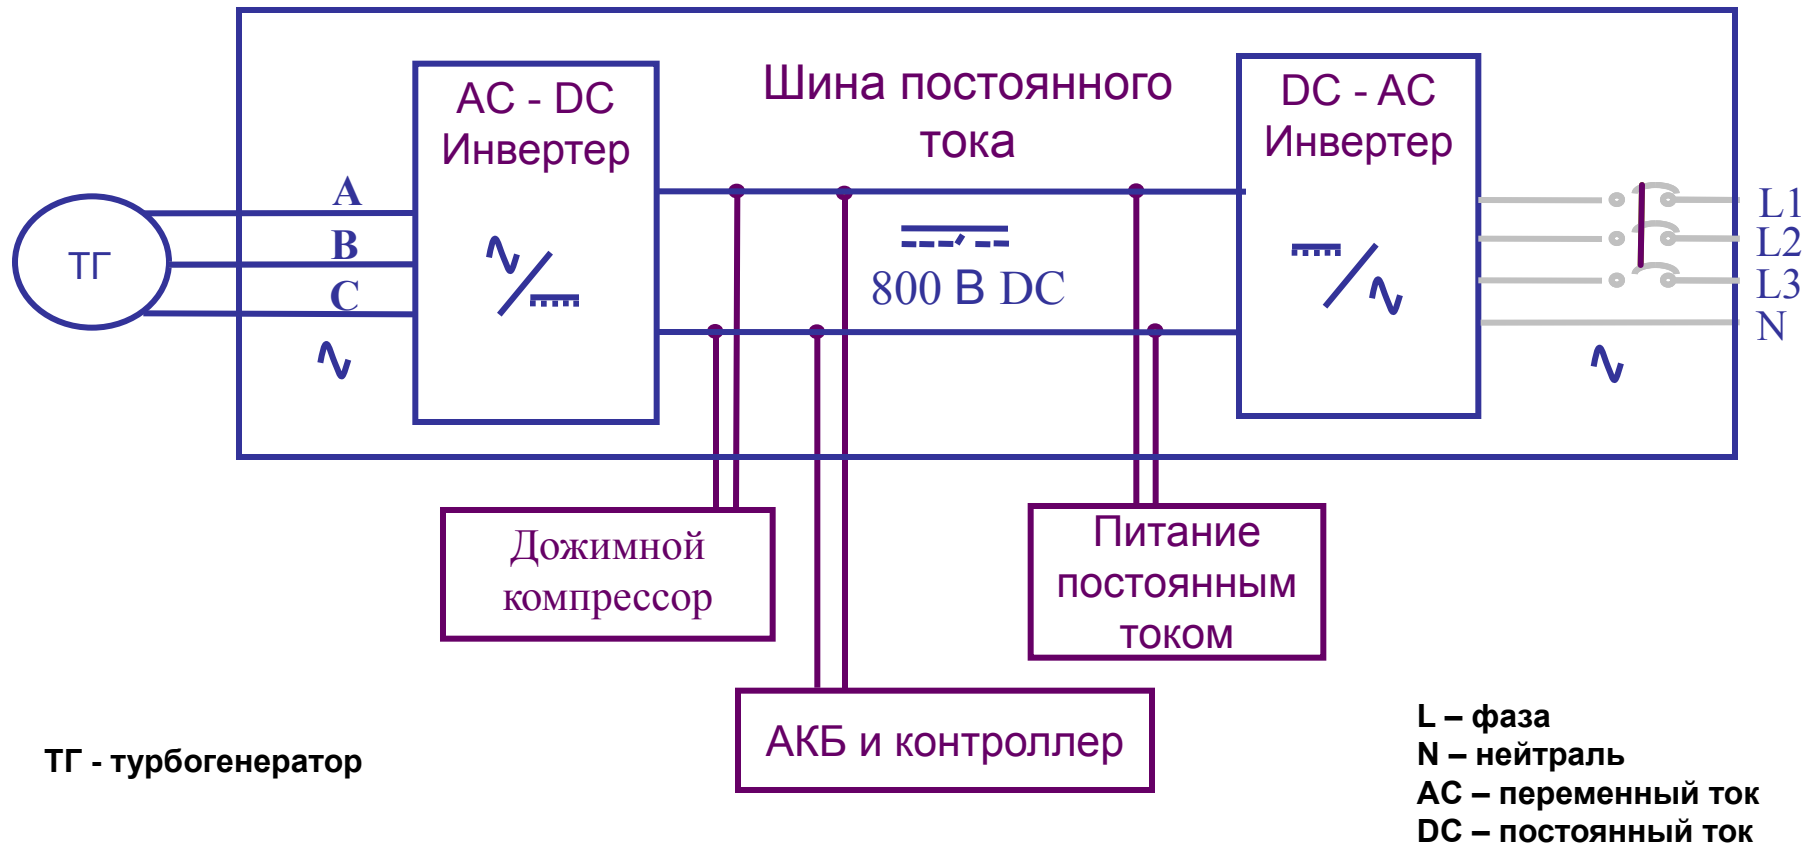 AC - DC
Инвертер
Шина постоянного
тока
DC - AC
Инвертер
A
B
C
ТГ
800 В DC
L1
L2
L3
N
Дожимной
компрессор
Питание
постоянным
током
АКБ и контроллер
ТГ - турбогенератор
L – фаза
N – нейтраль
AC – переменный ток
DC – постоянный ток